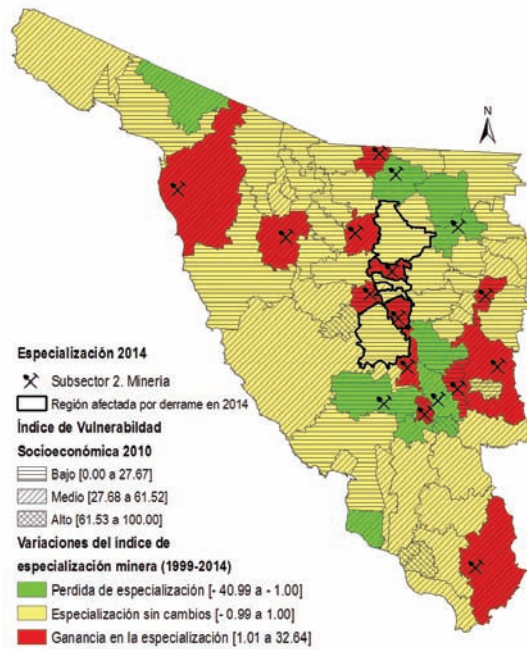 N
Especialización 2014
Subsector 2. Minería
Región afectada por derrame en 2014
Índice de Vulnerabildad
Socioeconómica 2010
Bajo [0.00 a 27.67]
Medio [27.68 a 61.52]
Alto [61.53 a 100.00]
Variaciones del índice de
especialización minera (1999-2014)
Perdida de especialización [- 40.99 a - 1.00]
Especialización sin cambios [- 0.99 a 1.00]
Ganancia en la especialización [1.01 a 32.64]